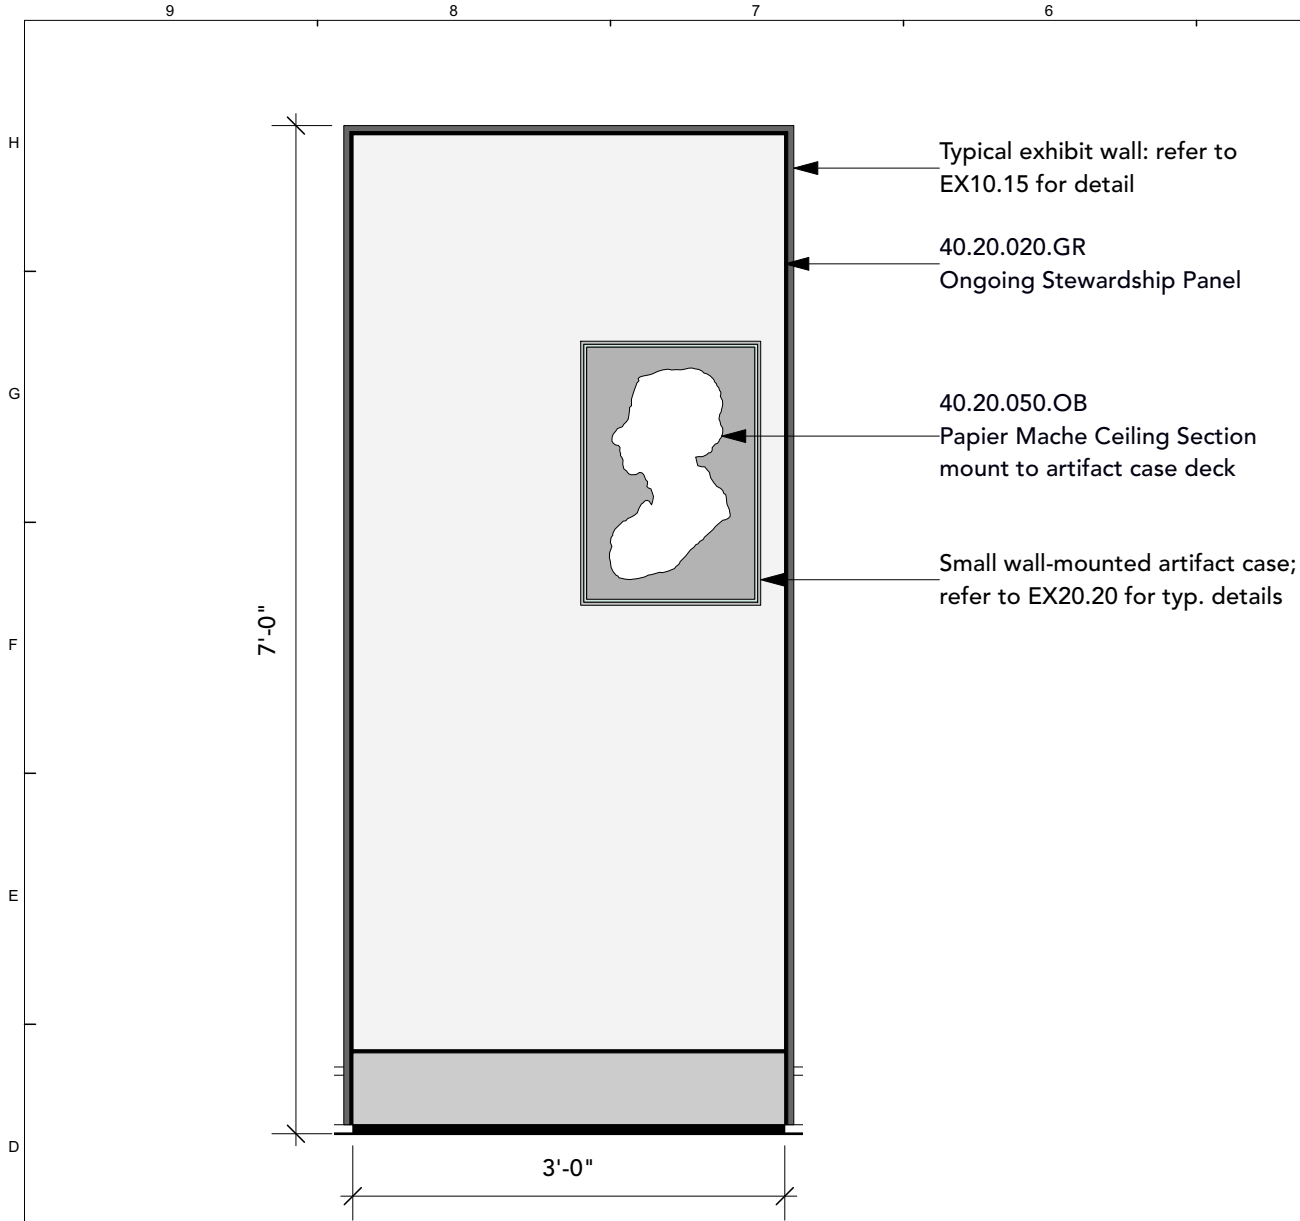 9 8 7 6
H
Typical exhibit wall: refer to
EX10.15 for detail
40.20.020.GR
Ongoing Stewardship Panel
G
40.20.050.OB
Papier Mache Ceiling Section
mount to artifact case deck
Small wall-mounted artifact case;
refer to EX20.20 for typ. details
F
7'-0"
E
D
3'-0"